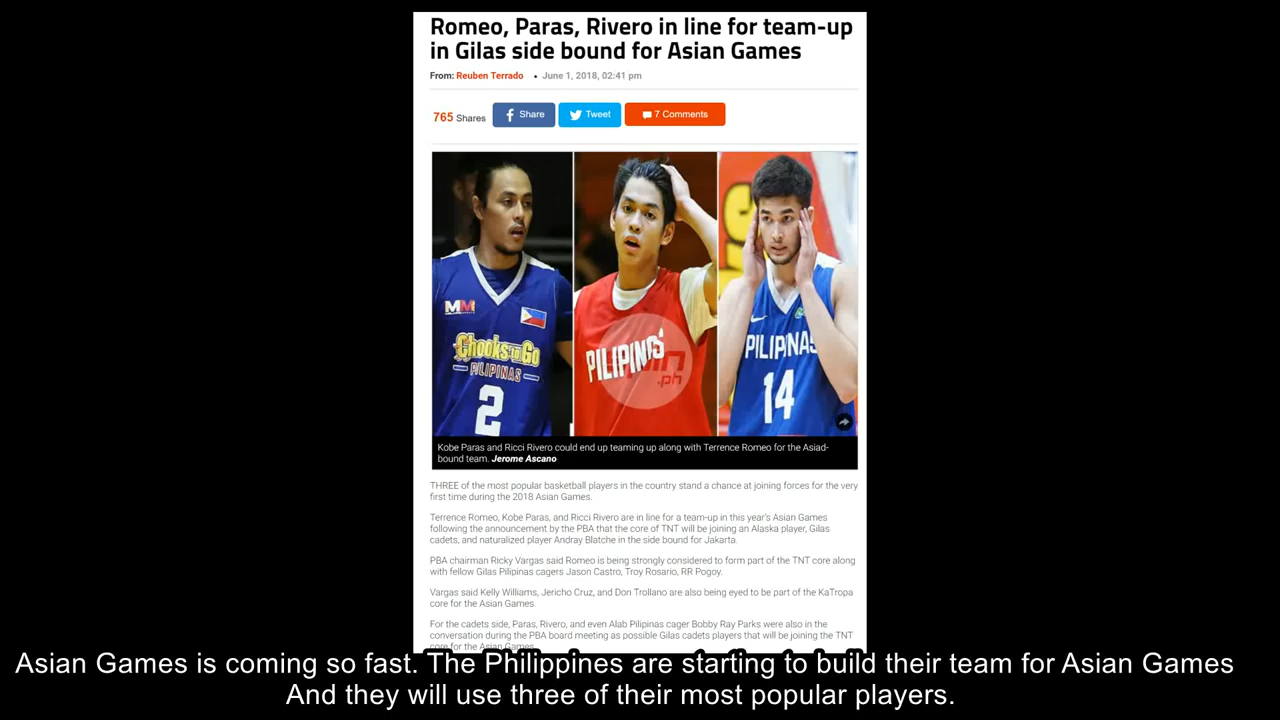 Romeo, Paras, Rivero in line for team-up
in Gilas side bound for Asian Games
From: Reuben Terrado • June 1, 2018, 02:41 pm
765 Shares
Share
Tweet
7 Comments
MM
Chooks to Go
PILIPINAS
2
PILIPINAS
.ph
PILIPINAS
14
Kobe Paras and Ricci Rivero could end up teaming up along with Terrence Romeo for the Asiad-
bound team. Jerome Ascano
THREE of the most popular basketball players in the country stand a chance at joining forces for the very
first time during the 2018 Asian Games.
Terrence Romeo, Kobe Paras, and Ricci Rivero are in line for a team-up in this year's Asian Games
following the announcement by the PBA that the core of TNT will be joining an Alaska player, Gilas
cadets, and naturalized player Andray Blatche in the side bound for Jakarta.
PBA chairman Ricky Vargas said Romeo is being strongly considered to form part of the TNT core along
with fellow Gilas Pilipinas cagers Jason Castro, Troy Rosario, RR Pogoy.
Vargas said Kelly Williams, Jericho Cruz, and Don Trollano are also being eyed to be part of the KaTropa
core for the Asian Games.
For the cadets side, Paras, Rivero, and even Alab Pilipinas cager Bobby Ray Parks were also in the
conversation during the PBA board meeting as possible Gilas cadets players that will be joining the TNT
core for the Asian Games.
Asian Games is coming so fast. The Philippines are starting to build their team for Asian Games
And they will use three of their most popular players.